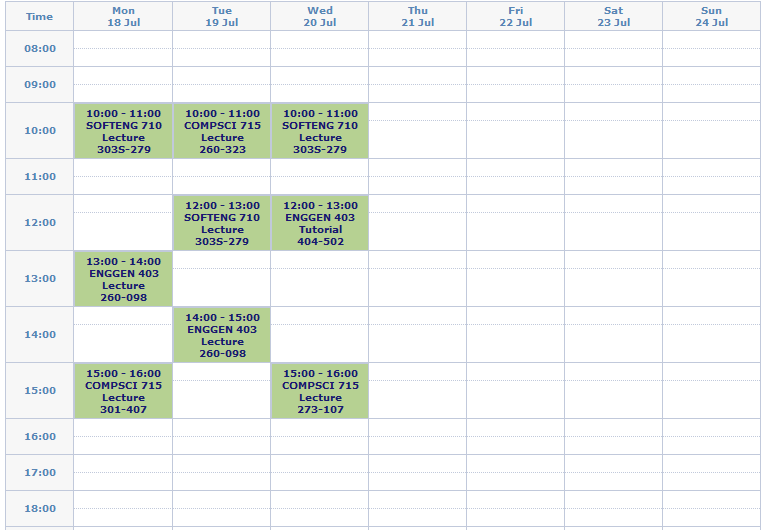 Time
Mon
18 Jul
Tue
19 Jul
Wed
20 Jul
Thu
21 Jul
Fri
22 Jul
Sat
23 Jul
Sun
24 Jul
08:00
09:00
10:00
10:00 - 11:00
SOFTENG 710
Lecture
303S-279
10:00 - 11:00
COMPSCI 715
Lecture
260-323
10:00 - 11:00
SOFTENG 710
Lecture
303S-279
11:00
12:00
12:00 - 13:00
SOFTENG 710
Lecture
303S-279
12:00 - 13:00
ENGGEN 403
Tutorial
404-502
13:00
13:00 - 14:00
ENGGEN 403
Lecture
260-098
14:00
14:00 - 15:00
ENGGEN 403
Lecture
260-098
15:00
15:00 - 16:00
COMPSCI 715
Lecture
301-407
15:00 - 16:00
COMPSCI 715
Lecture
273-107
16:00
17:00
18:00